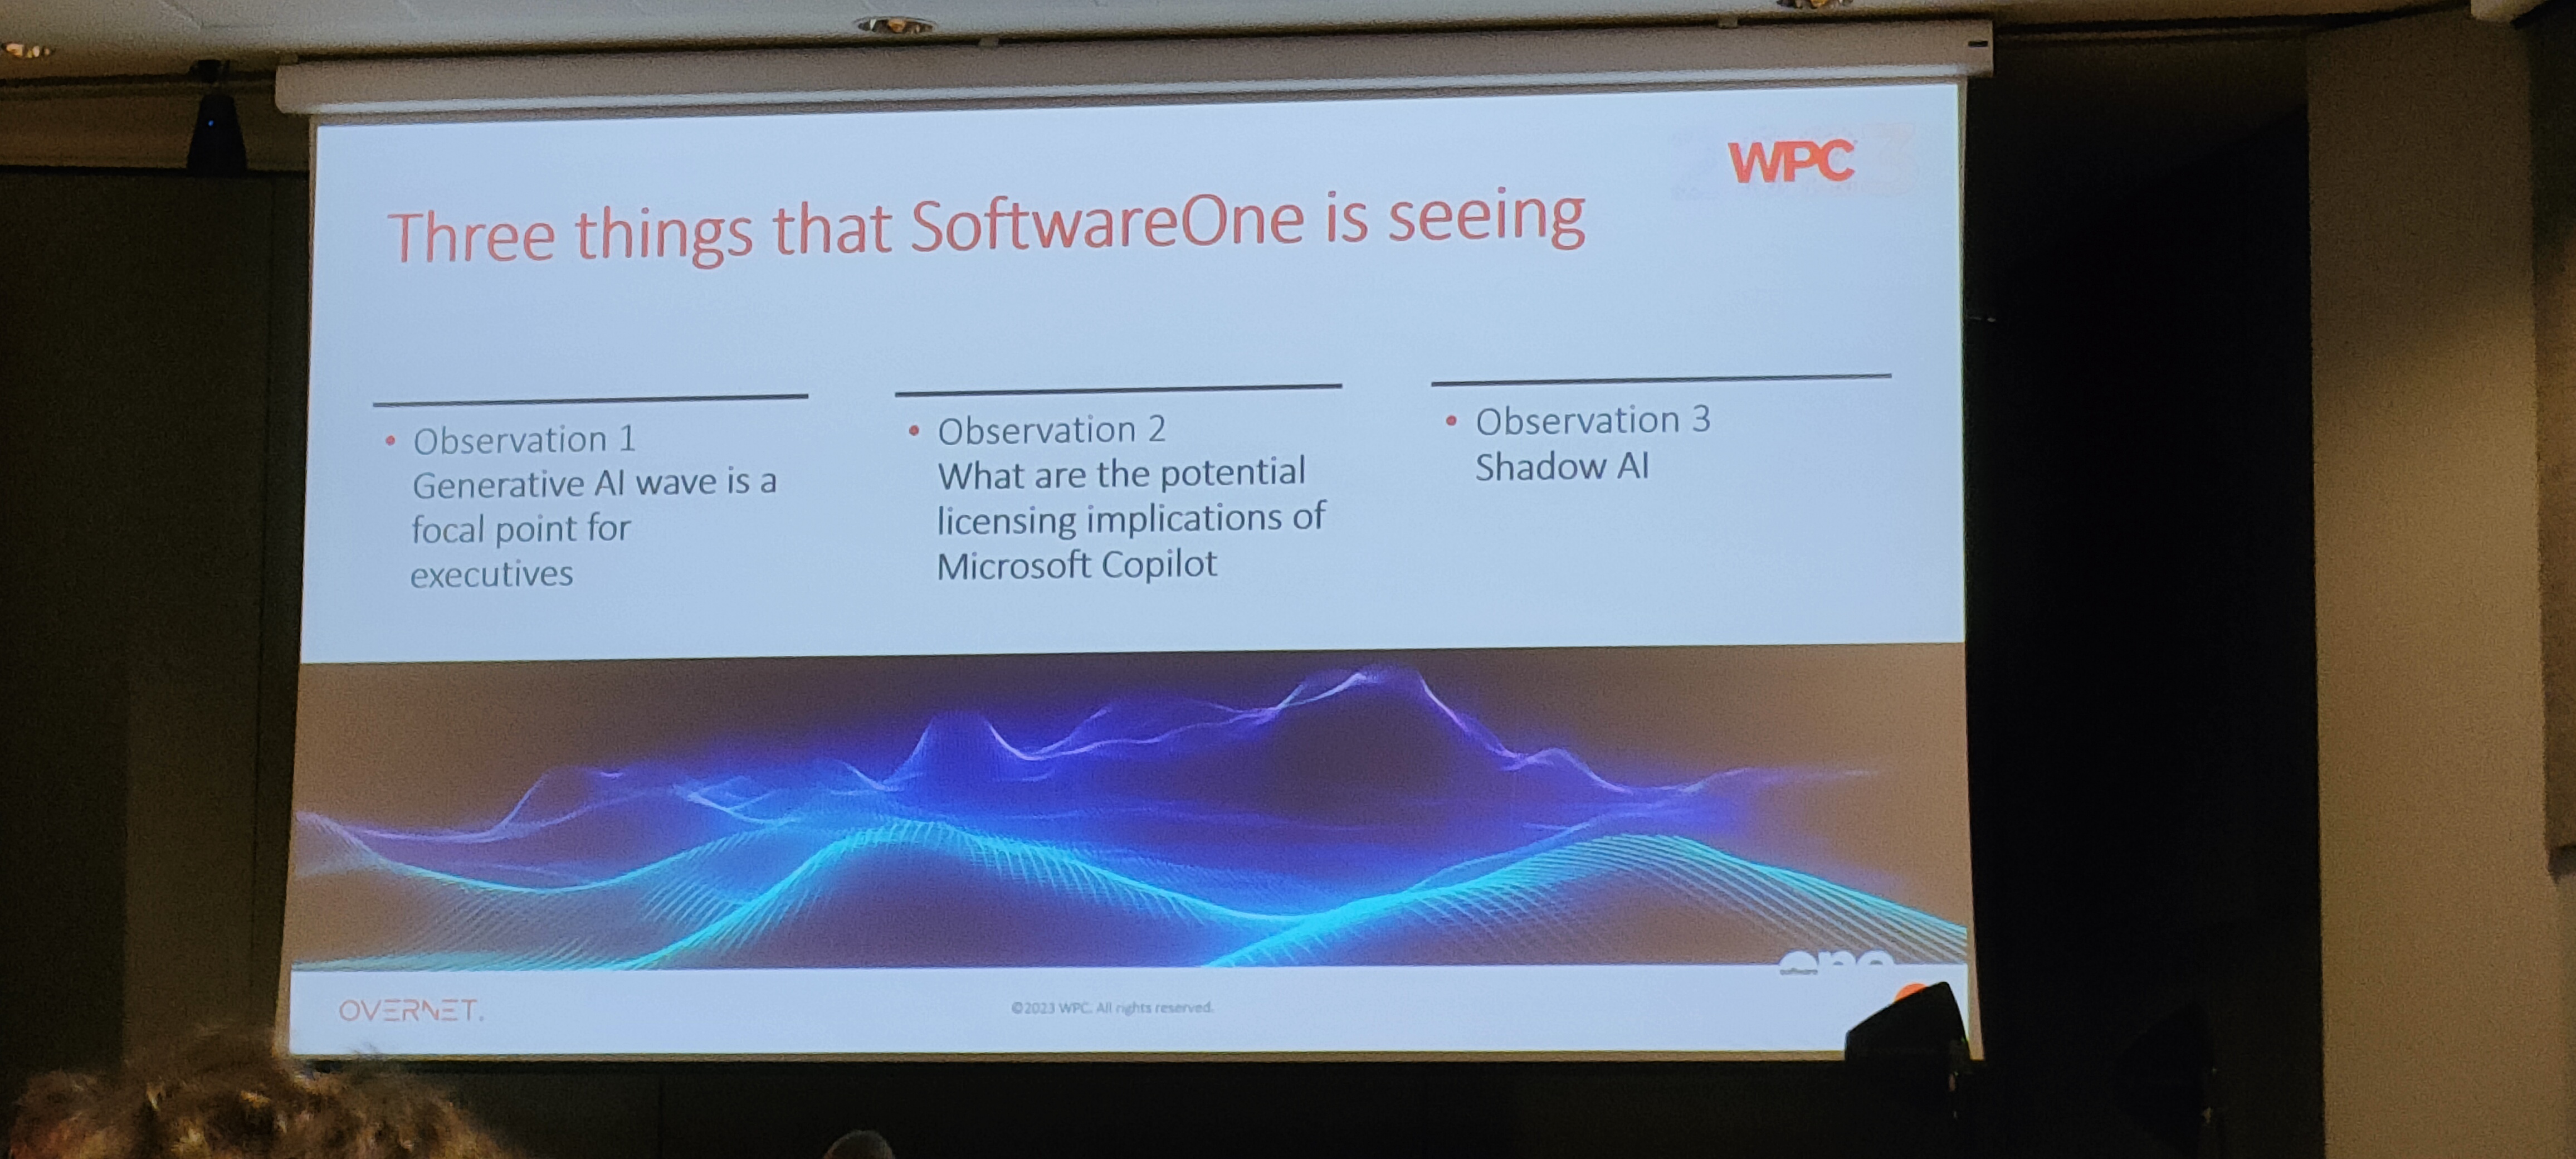 WPC
Three things that SoftwareOne is seeing
• Observation 1
Generative AI wave is a
focal point for
executives
• Observation 2
What are the potential
licensing implications of
Microsoft Copilot
• Observation 3
Shadow AI
software
one
OVERNET.
©2023 WPC. All rights reserved.